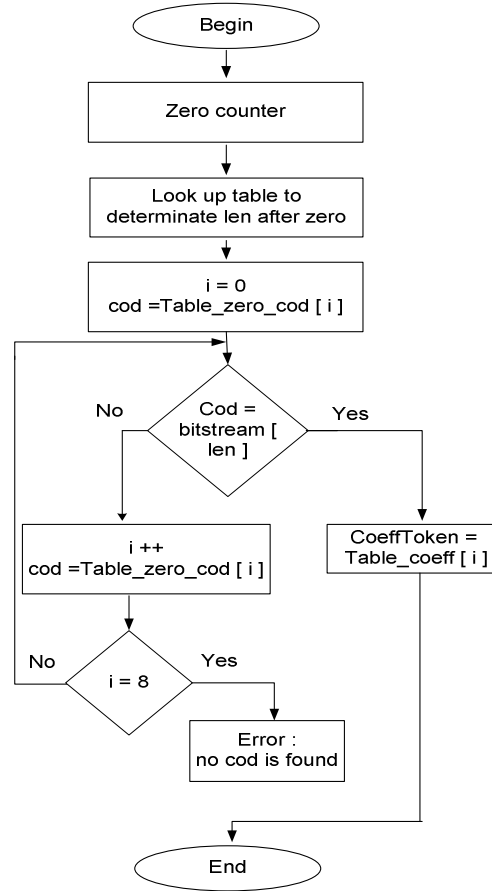 Begin
Zero counter
Look up table to
determinate len after zero
i = 0
cod =Table_zero_cod [ i ]
Cod =
bitstream [
len ]
No
Yes
i ++
cod =Table_zero_cod [ i ]
CoeffToken =
Table_coeff [ i ]
No
Yes
i = 8
Error :
no cod is found
End